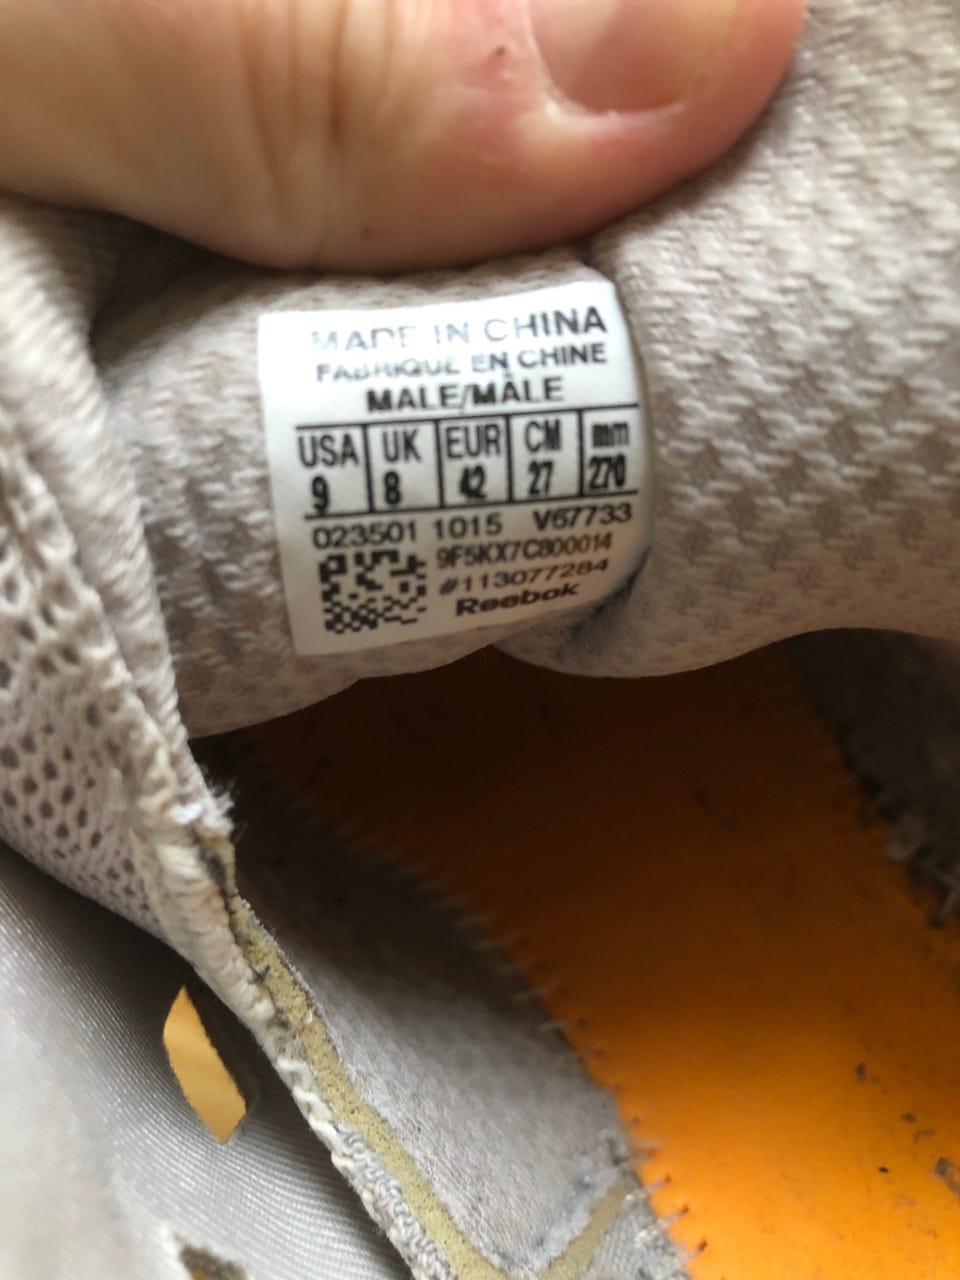 MADE IN CHINA
FABRIQUÉ EN CHINE
MALE/MÂLE
USA UK EUR CM mm
9 8 42 27 270
023501 1015 V67733
9F5KX7C800014
#113077284
Reebok